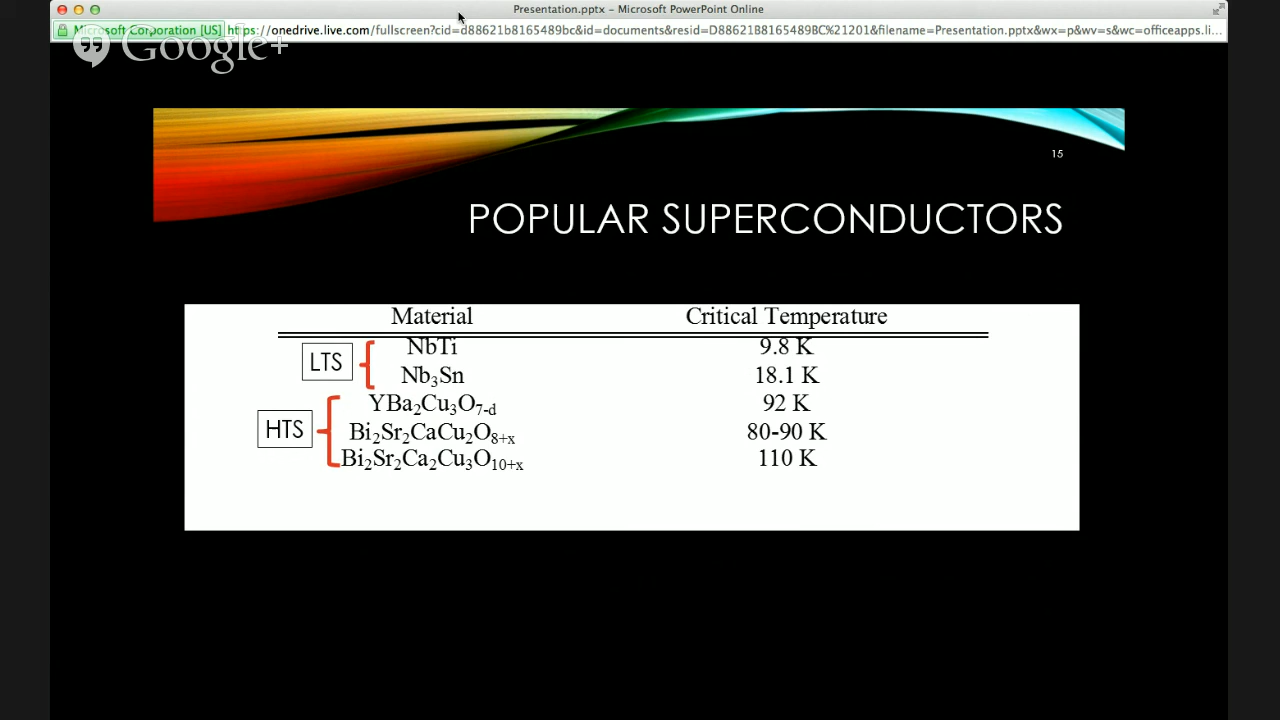 Presentation.pptx – Microsoft PowerPoint Online
Microsoft Corporation [US] https://onedrive.live.com/fullscreen?cid=d88621b8165489bc&id=documents&resid=D88621B8165489BC%21201&filename=Presentation.pptx&wx=p&wv=s&wc=officeapps.li...
Google+
15
POPULAR SUPERCONDUCTORS
Material Critical Temperature
LTS
NbTi 9.8 K
Nb₃Sn 18.1 K
HTS
YBa₂Cu₃O₇₋d 92 K
Bi₂Sr₂CaCu₂O₈₊ₓ 80-90 K
Bi₂Sr₂Ca₂Cu₃O₁₀₊ₓ 110 K